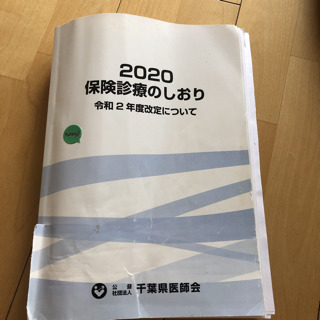 2020
保険診療のしおり
令和2年度改定について
公益
社団法人
千葉県医師会